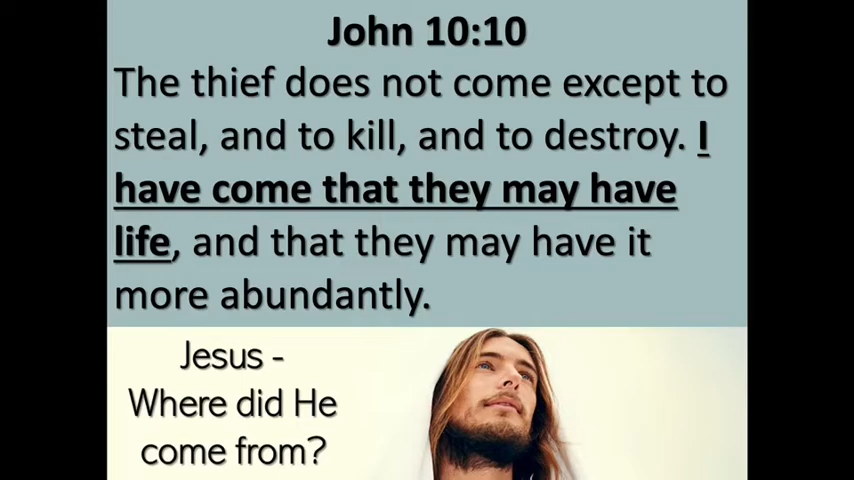 John 10:10
The thief does not come except to
steal, and to kill, and to destroy. I
have come that they may have
life, and that they may have it
more abundantly.
Jesus -
Where did He
come from?